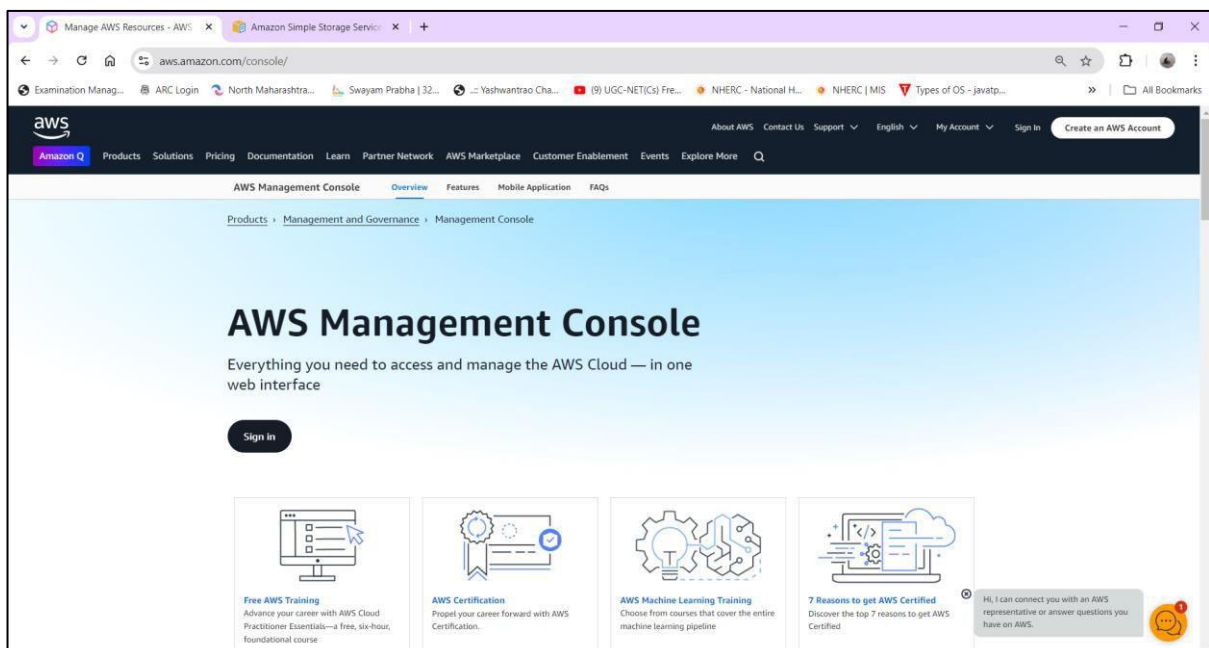 Manage AWS Resources - AWS
Amazon Simple Storage Servic
aws.amazon.com/console/
Examination Manag... ARC Login North Maharashtra... Swayam Prabha | 32... ..:: Yashwantrao Cha... (9) UGC-NET(Cs) Fre... NHERC - National H... NHERC | MIS Types of OS - javatp... » All Bookmarks
aws
About AWS Contact Us Support English My Account Sign In Create an AWS Account
Amazon Q Products Solutions Pricing Documentation Learn Partner Network AWS Marketplace Customer Enablement Events Explore More
AWS Management Console Overview Features Mobile Application FAQs
Products › Management and Governance › Management Console
AWS Management Console
Everything you need to access and manage the AWS Cloud — in one
web interface
Sign in
Free AWS Training
Advance your career with AWS Cloud
Practitioner Essentials—a free, six-hour,
foundational course
AWS Certification
Propel your career forward with AWS
Certification.
AWS Machine Learning Training
Choose from courses that cover the entire
machine learning pipeline
7 Reasons to get AWS Certified
Discover the top 7 reasons to get AWS
Certified
Hi, I can connect you with an AWS
representative or answer questions you
have on AWS.
1